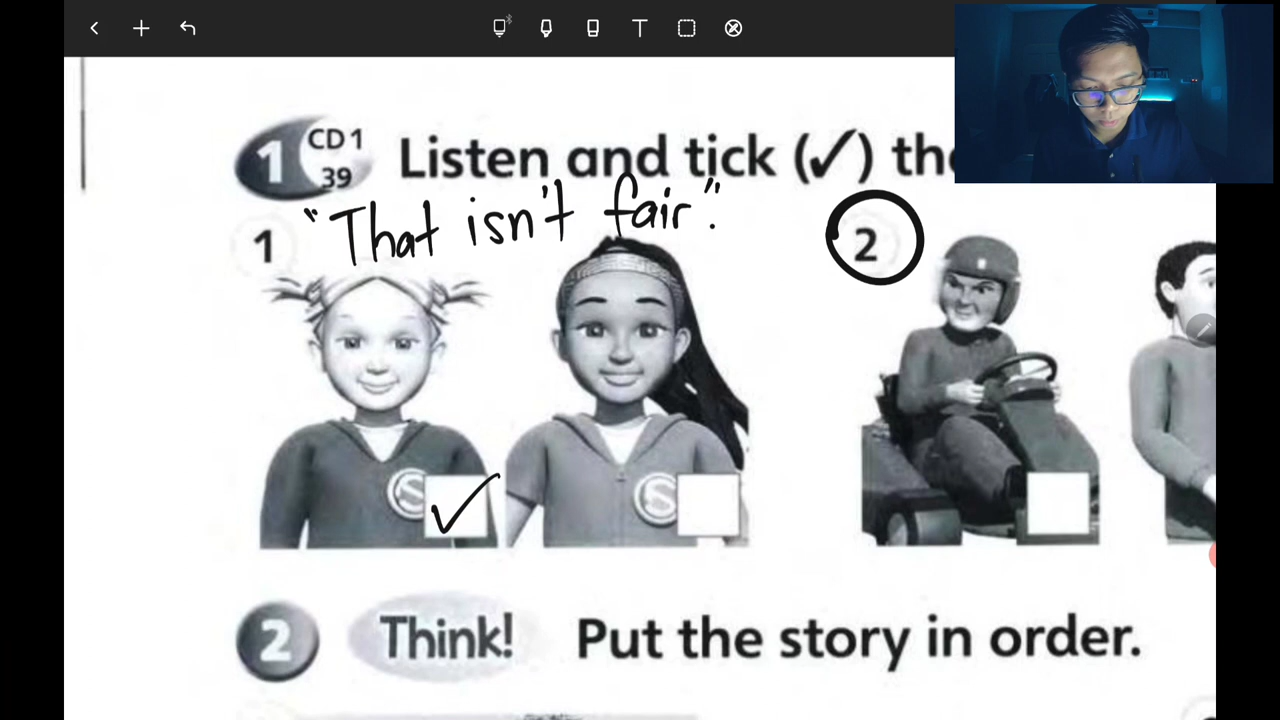 1 CD 1 39 Listen and tick (✓) the
"That isn't fair".
1
2
S ✓
S
2 Think! Put the story in order.